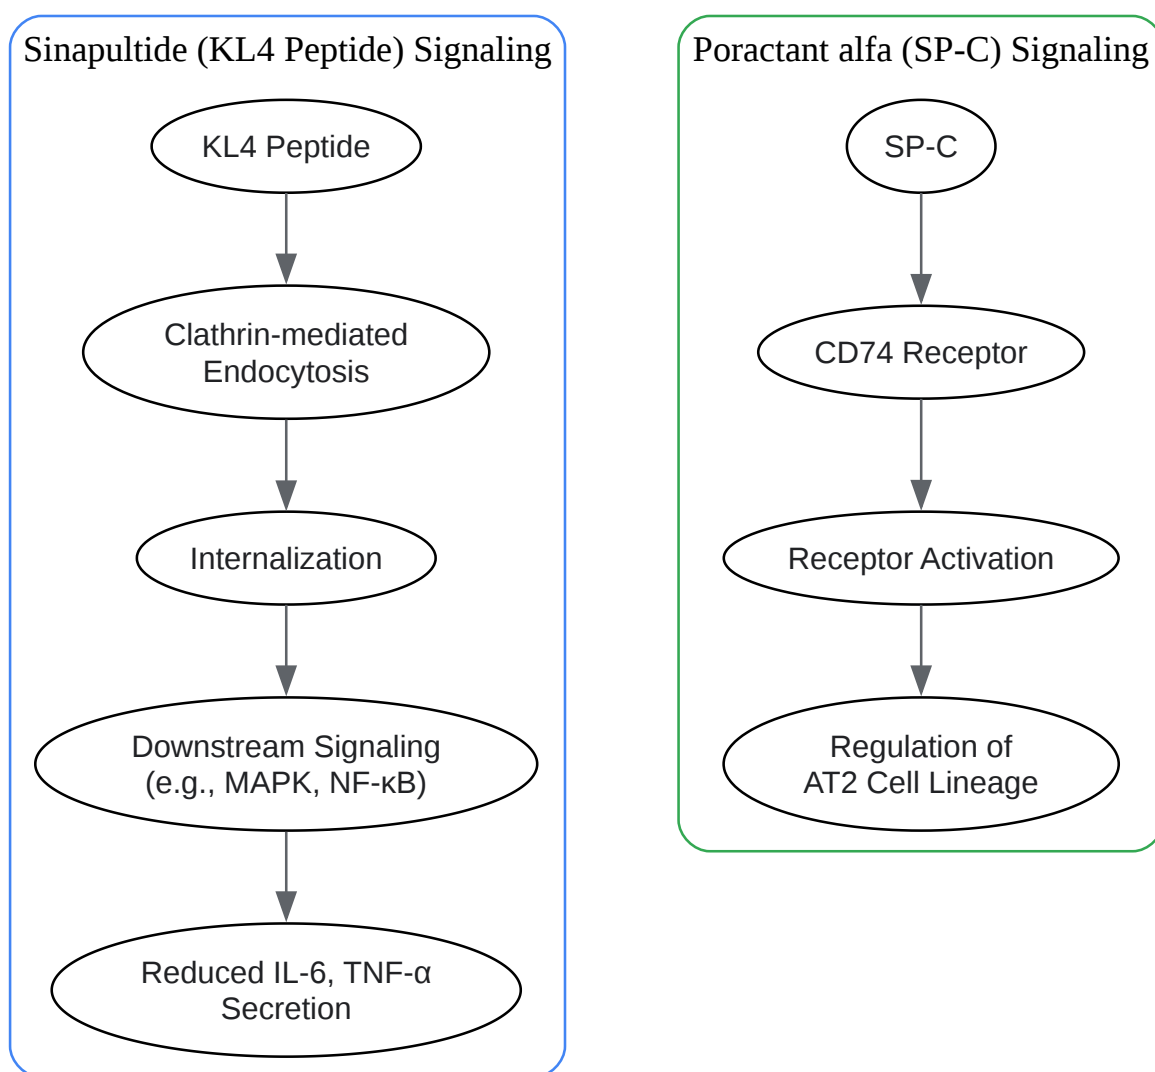 Sinapultide (KL4 Peptide) Signaling
KL4 Peptide
Clathrin-mediated
Endocytosis
Internalization
Downstream Signaling
(e.g., MAPK, NF-κB)
Reduced IL-6, TNF-α
Secretion
Poractant alfa (SP-C) Signaling
SP-C
CD74 Receptor
Receptor Activation
Regulation of
AT2 Cell Lineage